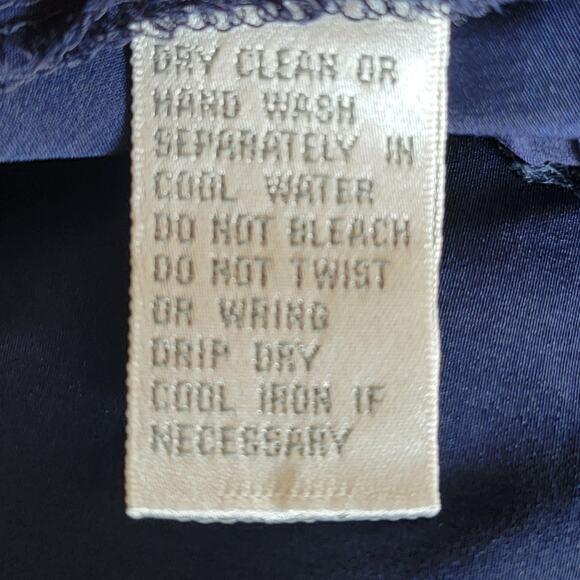 DRY CLEAN OR
HAND WASH
SEPARATELY IN
COOL WATER
DO NOT BLEACH
DO NOT TWIST
OR WRING
DRIP DRY
COOL IRON IF
NECESSARY